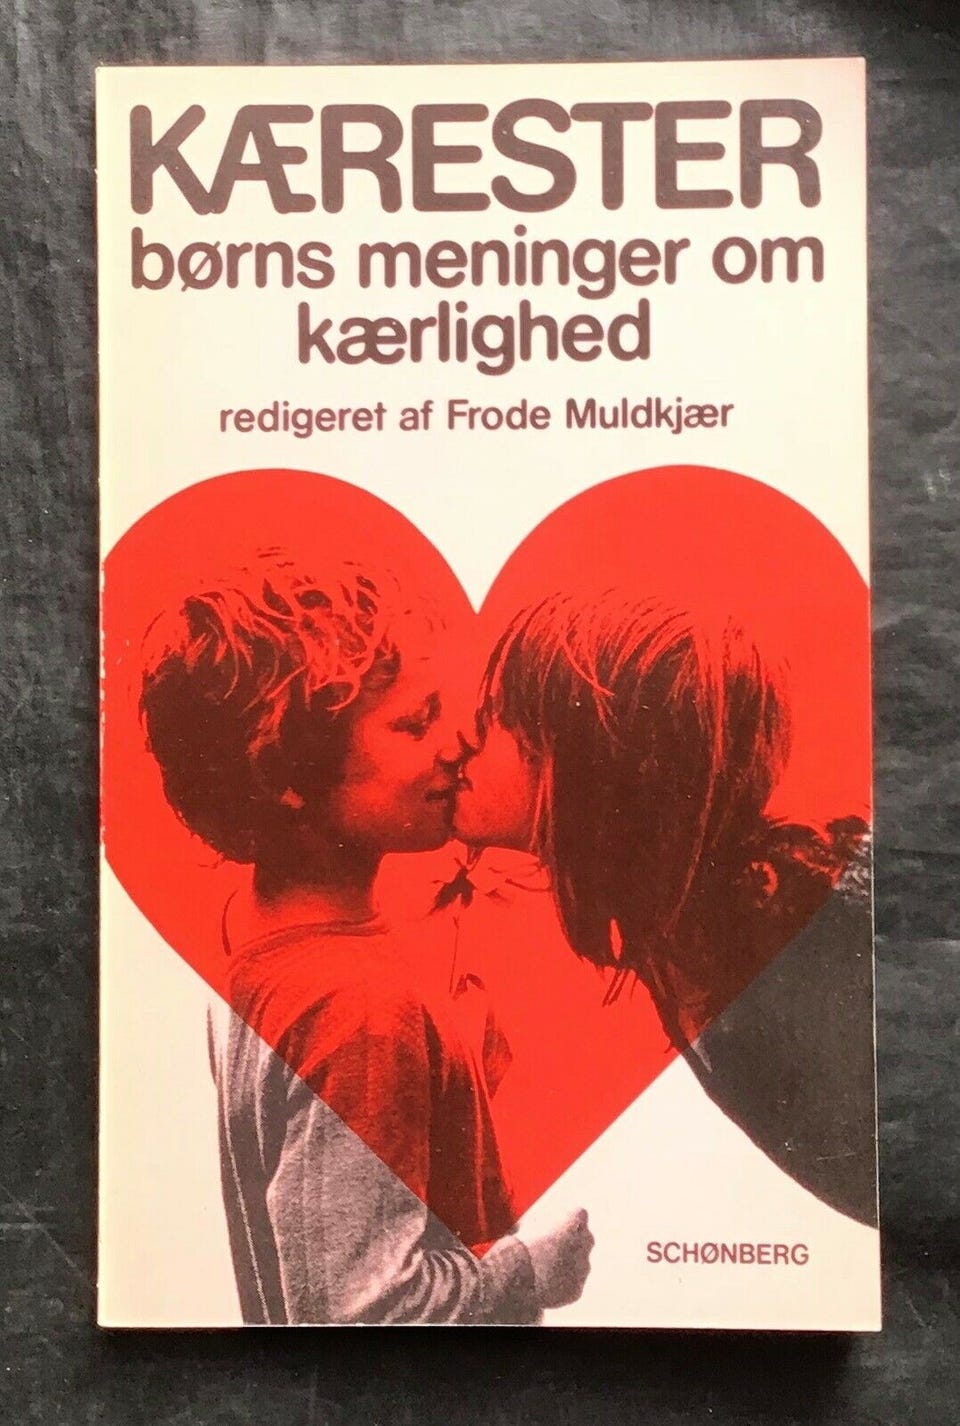 KÆRESTER
børns meninger om
kærlighed
redigeret af Frode Muldkjær
SCHØNBERG